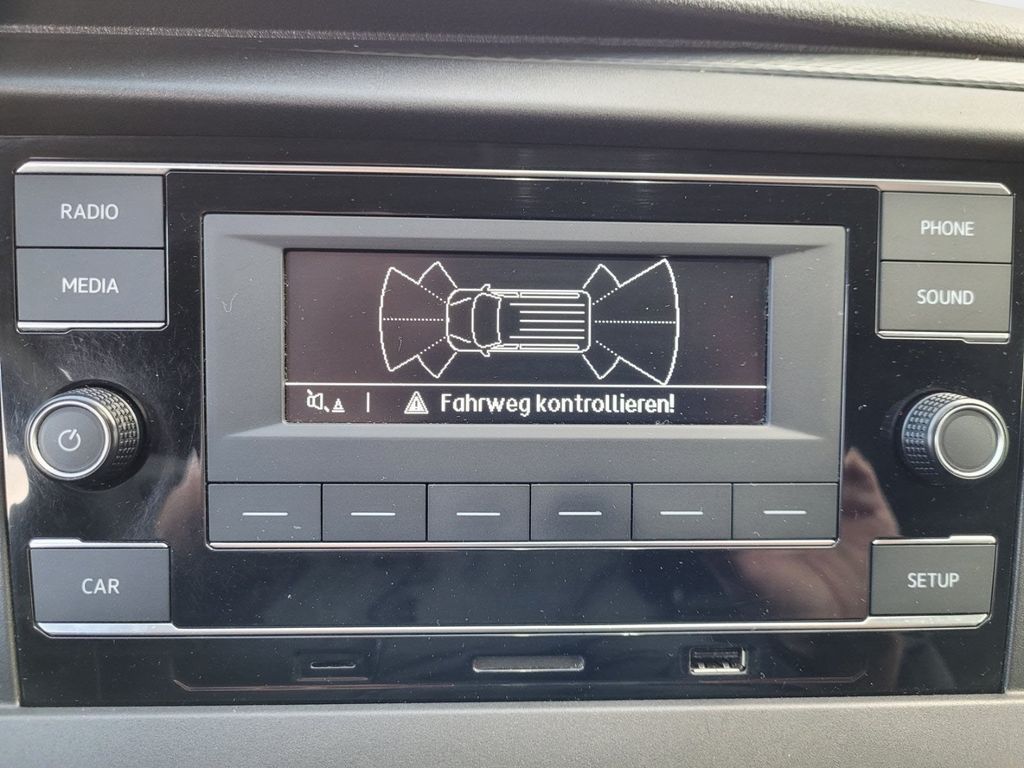 RADIO
PHONE
MEDIA
SOUND
Fahrweg kontrollieren!
CAR
SETUP